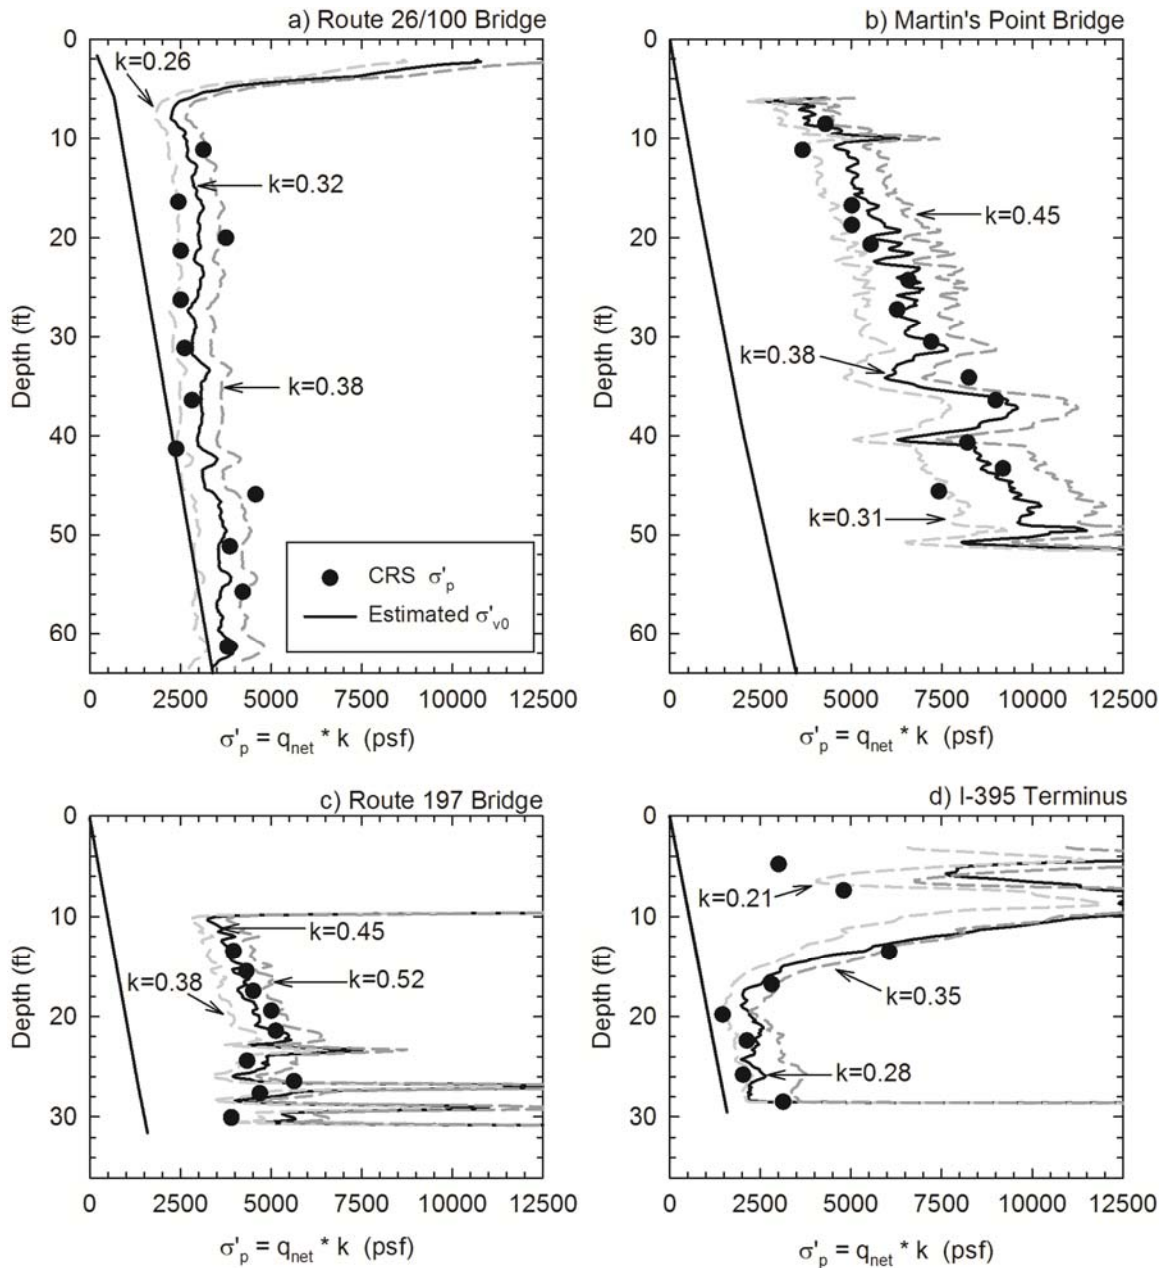 a) Route 26/100 Bridge
0
10
20
30
40
50
60
Depth (ft)
k=0.26
k=0.32
k=0.38
CRS σ'p
Estimated σ'v0
0 2500 5000 7500 10000 12500
σ'p = qnet * k (psf)
b) Martin's Point Bridge
0
10
20
30
40
50
60
Depth (ft)
k=0.45
k=0.38
k=0.31
0 2500 5000 7500 10000 12500
σ'p = qnet * k (psf)
c) Route 197 Bridge
0
10
20
30
Depth (ft)
k=0.45
k=0.38
k=0.52
0 2500 5000 7500 10000 12500
σ'p = qnet * k (psf)
d) I-395 Terminus
0
10
20
30
Depth (ft)
k=0.21
k=0.35
k=0.28
0 2500 5000 7500 10000 12500
σ'p = qnet * k (psf)